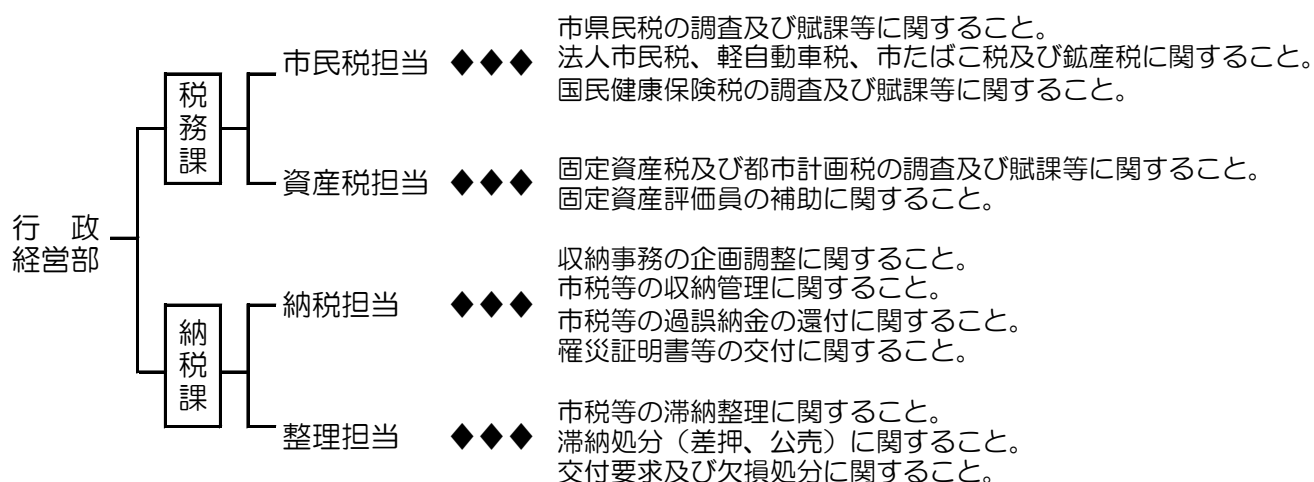 行　政
経営部
税務課
市民税担当 ◆◆◆
市県民税の調査及び賦課等に関すること。
法人市民税、軽自動車税、市たばこ税及び鉱産税に関すること。
国民健康保険税の調査及び賦課等に関すること。
資産税担当 ◆◆◆
固定資産税及び都市計画税の調査及び賦課等に関すること。
固定資産評価員の補助に関すること。
納税課
納税担当 ◆◆◆
収納事務の企画調整に関すること。
市税等の収納管理に関すること。
市税等の過誤納金の還付に関すること。
罹災証明書等の交付に関すること。
整理担当 ◆◆◆
市税等の滞納整理に関すること。
滞納処分（差押、公売）に関すること。
交付要求及び欠損処分に関すること。